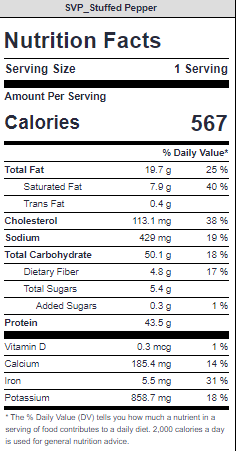 SVP_Stuffed Pepper
Nutrition Facts
Serving Size 1 Serving
Amount Per Serving
Calories 567
% Daily Value*
Total Fat 19.7 g 25 %
Saturated Fat 7.9 g 40 %
Trans Fat 0.4 g
Cholesterol 113.1 mg 38 %
Sodium 429 mg 19 %
Total Carbohydrate 50.1 g 18 %
Dietary Fiber 4.8 g 17 %
Total Sugars 5.4 g
Added Sugars 0.3 g 1 %
Protein 43.5 g
Vitamin D 0.3 mcg 1 %
Calcium 185.4 mg 14 %
Iron 5.5 mg 31 %
Potassium 858.7 mg 18 %
* The % Daily Value (DV) tells you how much a nutrient in a
serving of food contributes to a daily diet. 2,000 calories a day
is used for general nutrition advice.